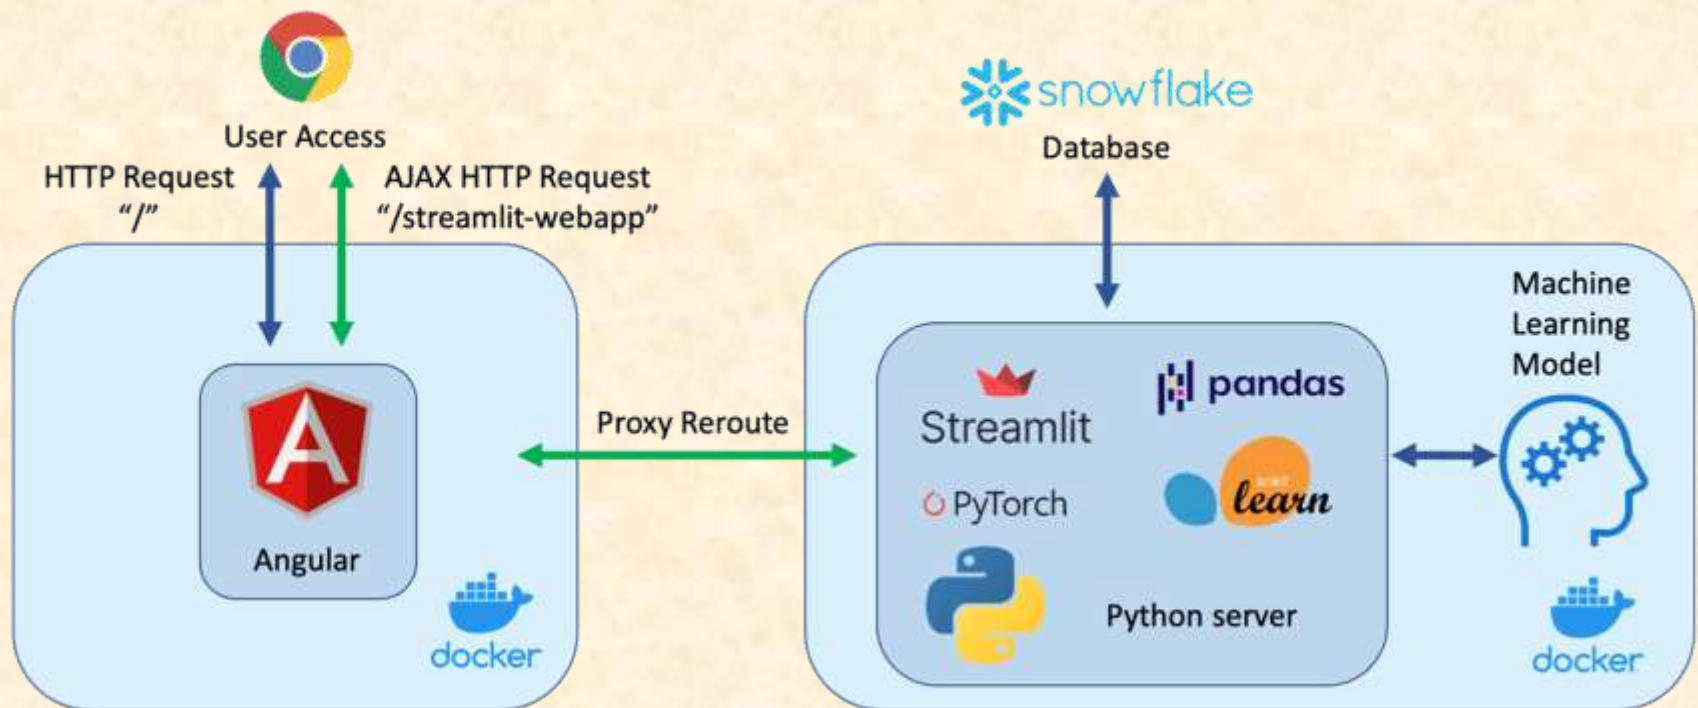 User Access
HTTP Request
“/”
AJAX HTTP Request
“/streamlit-webapp”
Angular
docker
Proxy Reroute
snowflake
Database
Streamlit
pandas
PyTorch
learn
Python server
Machine
Learning
Model
docker